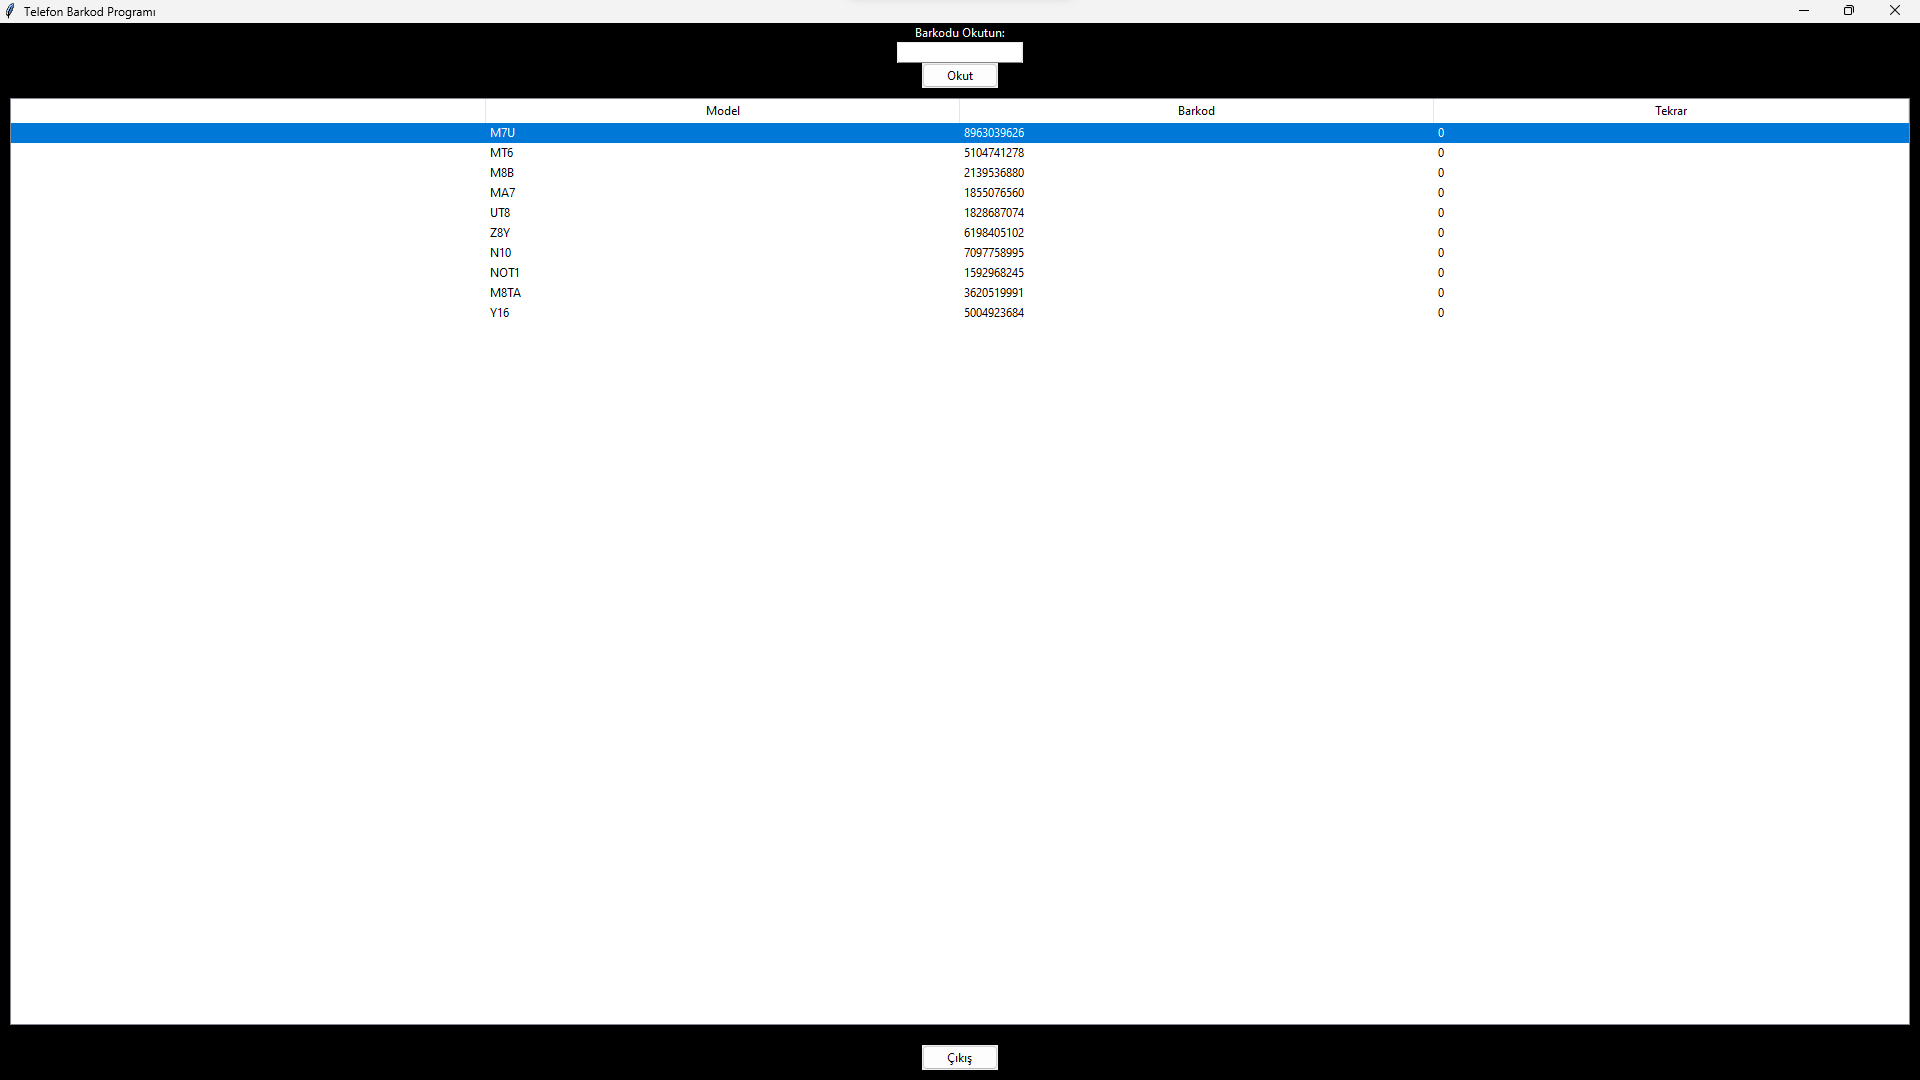 Telefon Barkod Programı
Barkodu Okutun:
Okut
Model Barkod Tekrar
M7U 8963039626 0
MT6 5104741278 0
M8B 2139536880 0
MA7 1855076560 0
UT8 1828687074 0
Z8Y 6198405102 0
N10 7097758995 0
NOT1 1592968245 0
M8TA 3620519991 0
Y16 5004923684 0
Çıkış